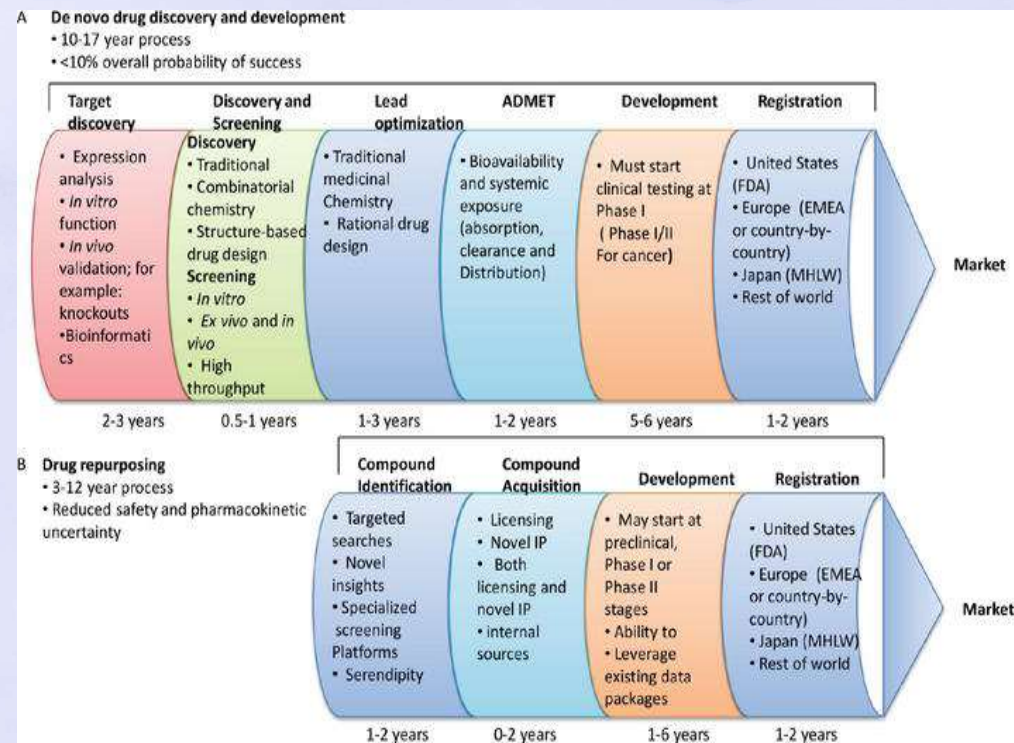 A De novo drug discovery and development
• 10-17 year process
• <10% overall probability of success
Target
discovery
• Expression
analysis
• In vitro
function
• In vivo
validation; for
example:
knockouts
•Bioinformati
cs
2-3 years
Discovery and
Screening
Discovery
• Traditional
• Combinatorial
chemistry
• Structure-based
drug design
Screening
• In vitro
• Ex vivo and in
vivo
• High
throughput
0.5-1 years
Lead
optimization
• Traditional
medicinal
Chemistry
• Rational drug
design
1-3 years
ADMET
• Bioavailability
and systemic
exposure
(absorption,
clearance and
Distribution)
1-2 years
Development
• Must start
clinical testing at
Phase I
( Phase I/II
For cancer)
5-6 years
Registration
• United States
(FDA)
• Europe (EMEA
or country-by-
country)
• Japan (MHLW)
• Rest of world
1-2 years
Market
B Drug repurposing
• 3-12 year process
• Reduced safety and pharmacokinetic
uncertainty
Compound
Identification
• Targeted
searches
• Novel
insights
• Specialized
screening
Platforms
• Serendipity
1-2 years
Compound
Acquisition
• Licensing
• Novel IP
• Both
licensing and
novel IP
• internal
sources
0-2 years
Development
• May start at
preclinical,
Phase I or
Phase II
stages
• Ability to
• Leverage
existing data
packages
1-6 years
Registration
• United States
(FDA)
• Europe (EMEA
or country-by-
country)
• Japan (MHLW)
• Rest of world
1-2 years
Market